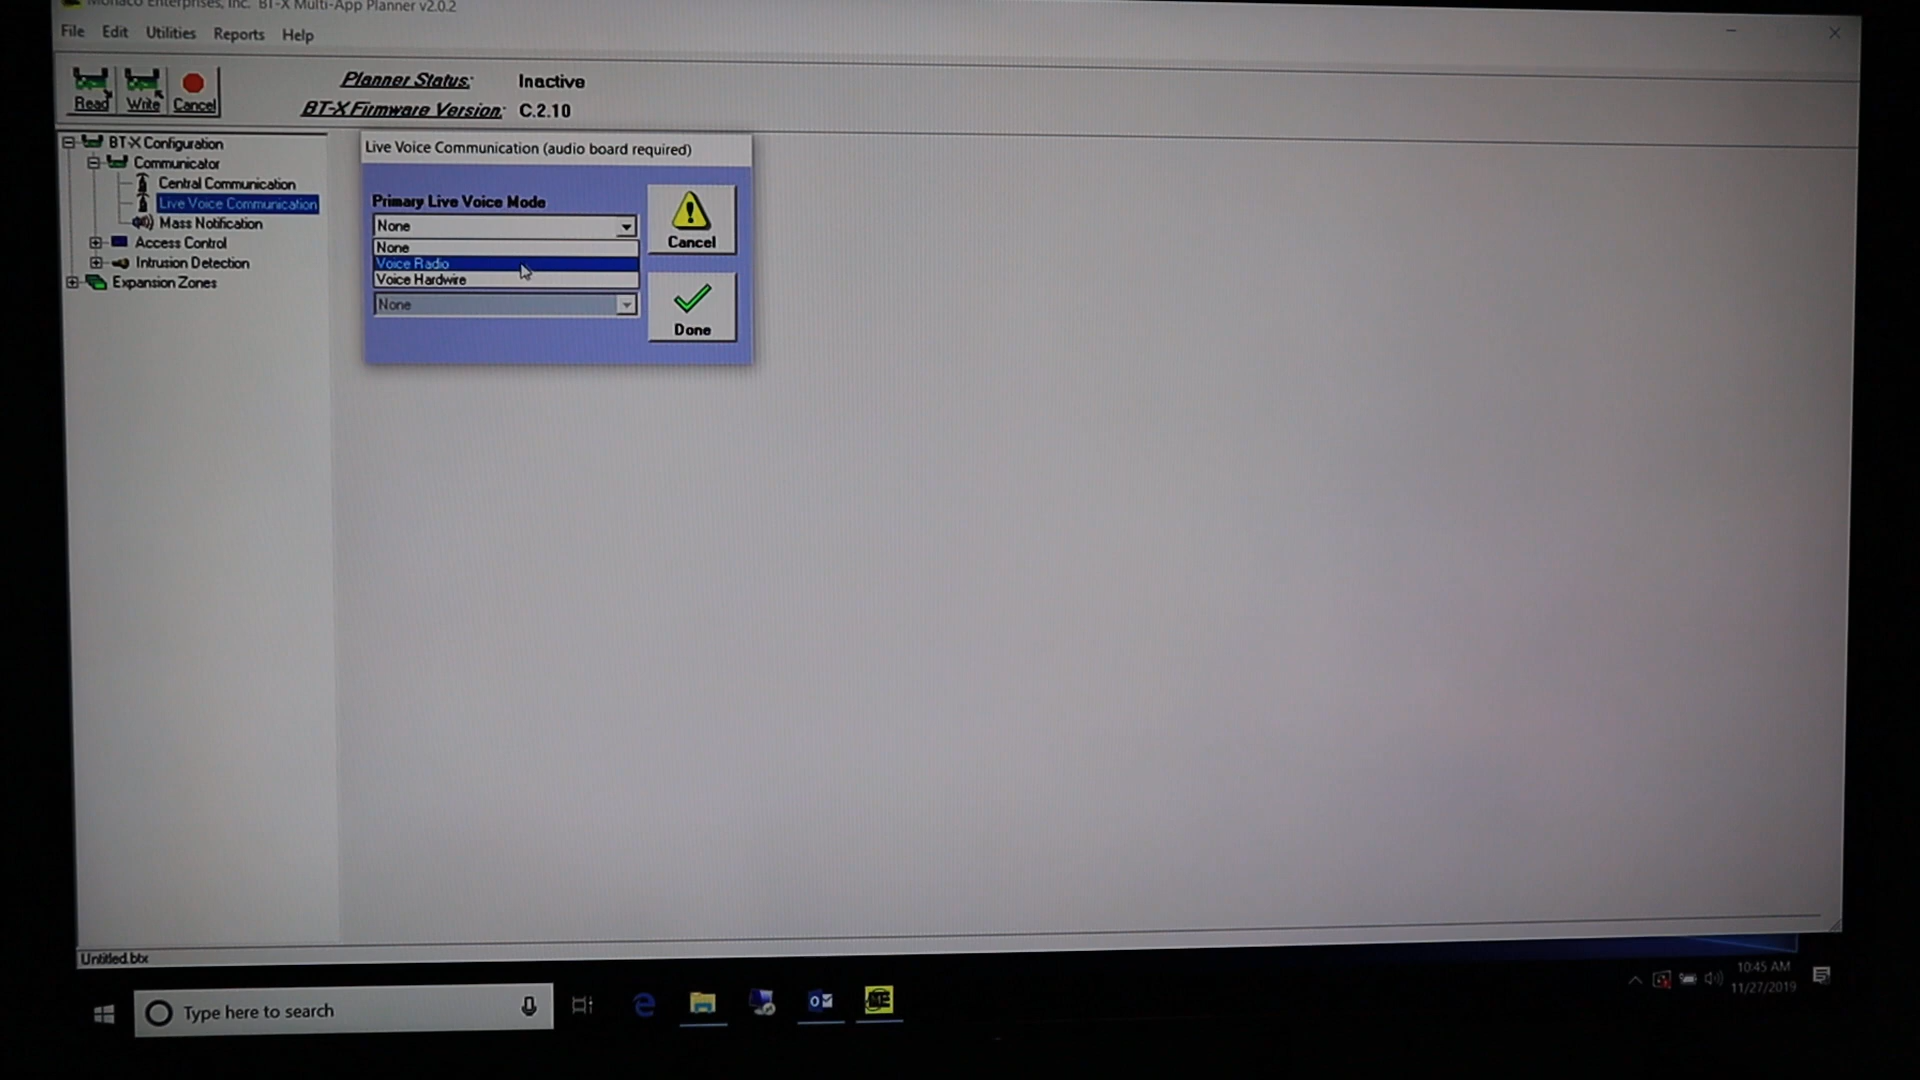 Monaco Enterprises, Inc. BT-X Multi-App Planner v2.0.2
File Edit Utilities Reports Help
Read Write Cancel
Planner Status: Inactive
BT-X Firmware Version: C.2.10
BT-X Configuration
Communicator
Central Communication
Live Voice Communication
Mass Notification
Access Control
Intrusion Detection
Expansion Zones
Live Voice Communication (audio board required)
Primary Live Voice Mode
None
None
Voice Radio
Voice Hardwire
None
Cancel
Done
Untitled.btx
Type here to search
10:45 AM
11/27/2019